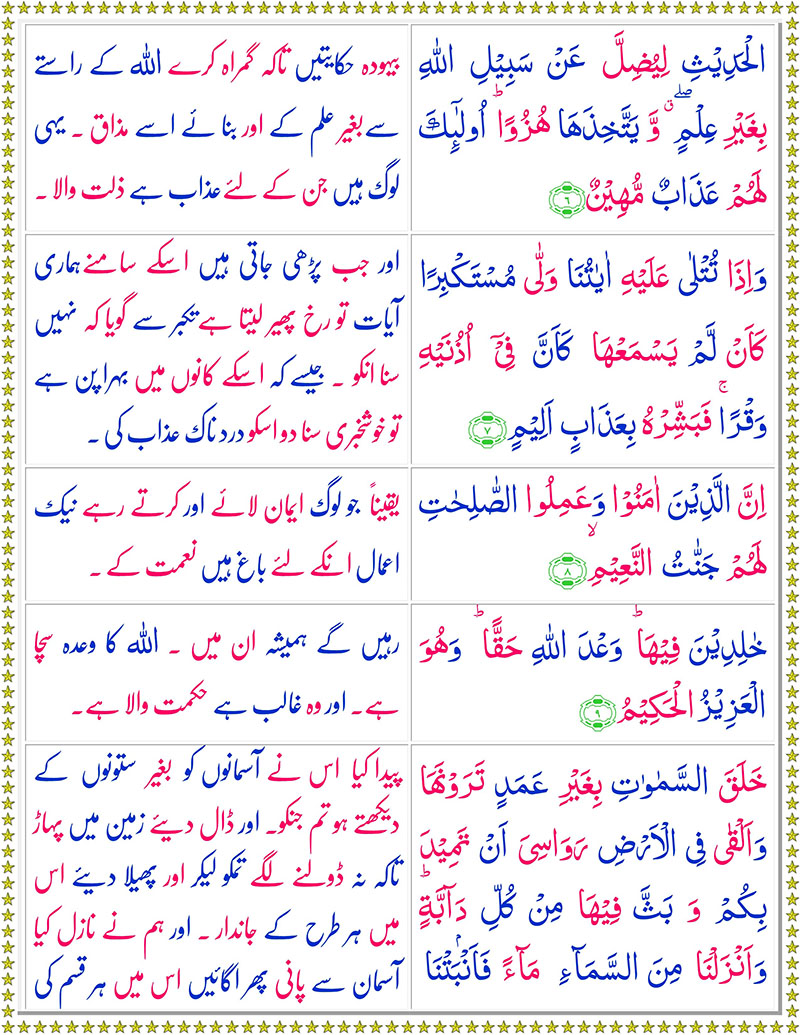 الْحَدِيْثِ لِيُضِلَّ عَنْ سَبِيْلِ اللّٰهِ
بِغَيْرِ عِلْمٍ ۖۗ وَّ يَتَّخِذَهَا هُزُوًا ؕ اُولٰٓئِكَ
لَهُمْ عَذَابٌ مُّهِيْنٌ ﴿۶﴾
بیہودہ حکایتیں تاکہ گمراہ کرے اللہ کے راستے
سے بغیر علم کے اور بنائے اسے مذاق ۔ یہی
لوگ ہیں جن کے لئے عذاب ہے ذلت والا ۔
وَاِذَا تُتْلٰى عَلَيْهِ اٰيٰتُنَا وَلّٰى مُسْتَكْبِرًا
كَاَنْ لَّمْ يَسْمَعْهَا كَاَنَّ فِيْٓ اُذُنَيْهِ
وَقْرًا ۚ فَبَشِّرْهُ بِعَذَابٍ اَلِيْمٍ ﴿۷﴾
اور جب پڑھی جاتی ہیں اسکے سامنے ہماری
آیات تو رخ پھیر لیتا ہے تکبر سے گویا کہ نہیں
سنا انکو ۔ جیسے کہ اسکے کانوں میں بہرا پن ہے
تو خوشخبری سنا دو اسکو درد ناک عذاب کی ۔
اِنَّ الَّذِيْنَ اٰمَنُوْا وَعَمِلُوا الصّٰلِحٰتِ
لَهُمْ جَنّٰتُ النَّعِيْمِ ۙ ﴿۸﴾
یقیناً جو لوگ ایمان لائے اور کرتے رہے نیک
اعمال انکے لئے باغ ہیں نعمت کے ۔
خٰلِدِيْنَ فِيْهَا ؕ وَعْدَ اللّٰهِ حَقًّا ؕ وَهُوَ
الْعَزِيْزُ الْحَكِيْمُ ﴿۹﴾
رہیں گے ہمیشہ ان میں ۔ اللہ کا وعدہ سچا
ہے ۔ اور وہ غالب ہے حکمت والا ہے ۔
خَلَقَ السَّمٰوٰتِ بِغَيْرِ عَمَدٍ تَرَوْنَهَا
وَاَلْقٰى فِي الْاَرْضِ رَوَاسِيَ اَنْ تَمِيْدَ
بِكُمْ وَ بَثَّ فِيْهَا مِنْ كُلِّ دَآبَّةٍ ؕ
وَاَنْزَلْنَا مِنَ السَّمَآءِ مَآءً فَاَنْۢبَتْنَا
پیدا کیا اس نے آسمانوں کو بغیر ستونوں کے
دیکھتے ہو تم جنکو ۔ اور ڈال دیئے زمین میں پہاڑ
تاکہ نہ ڈولنے لگے تمکو لیکر اور پھیلا دیئے اس
میں ہر طرح کے جاندار ۔ اور ہم نے نازل کیا
آسمان سے پانی پھر اگائیں اس میں ہر قسم کی